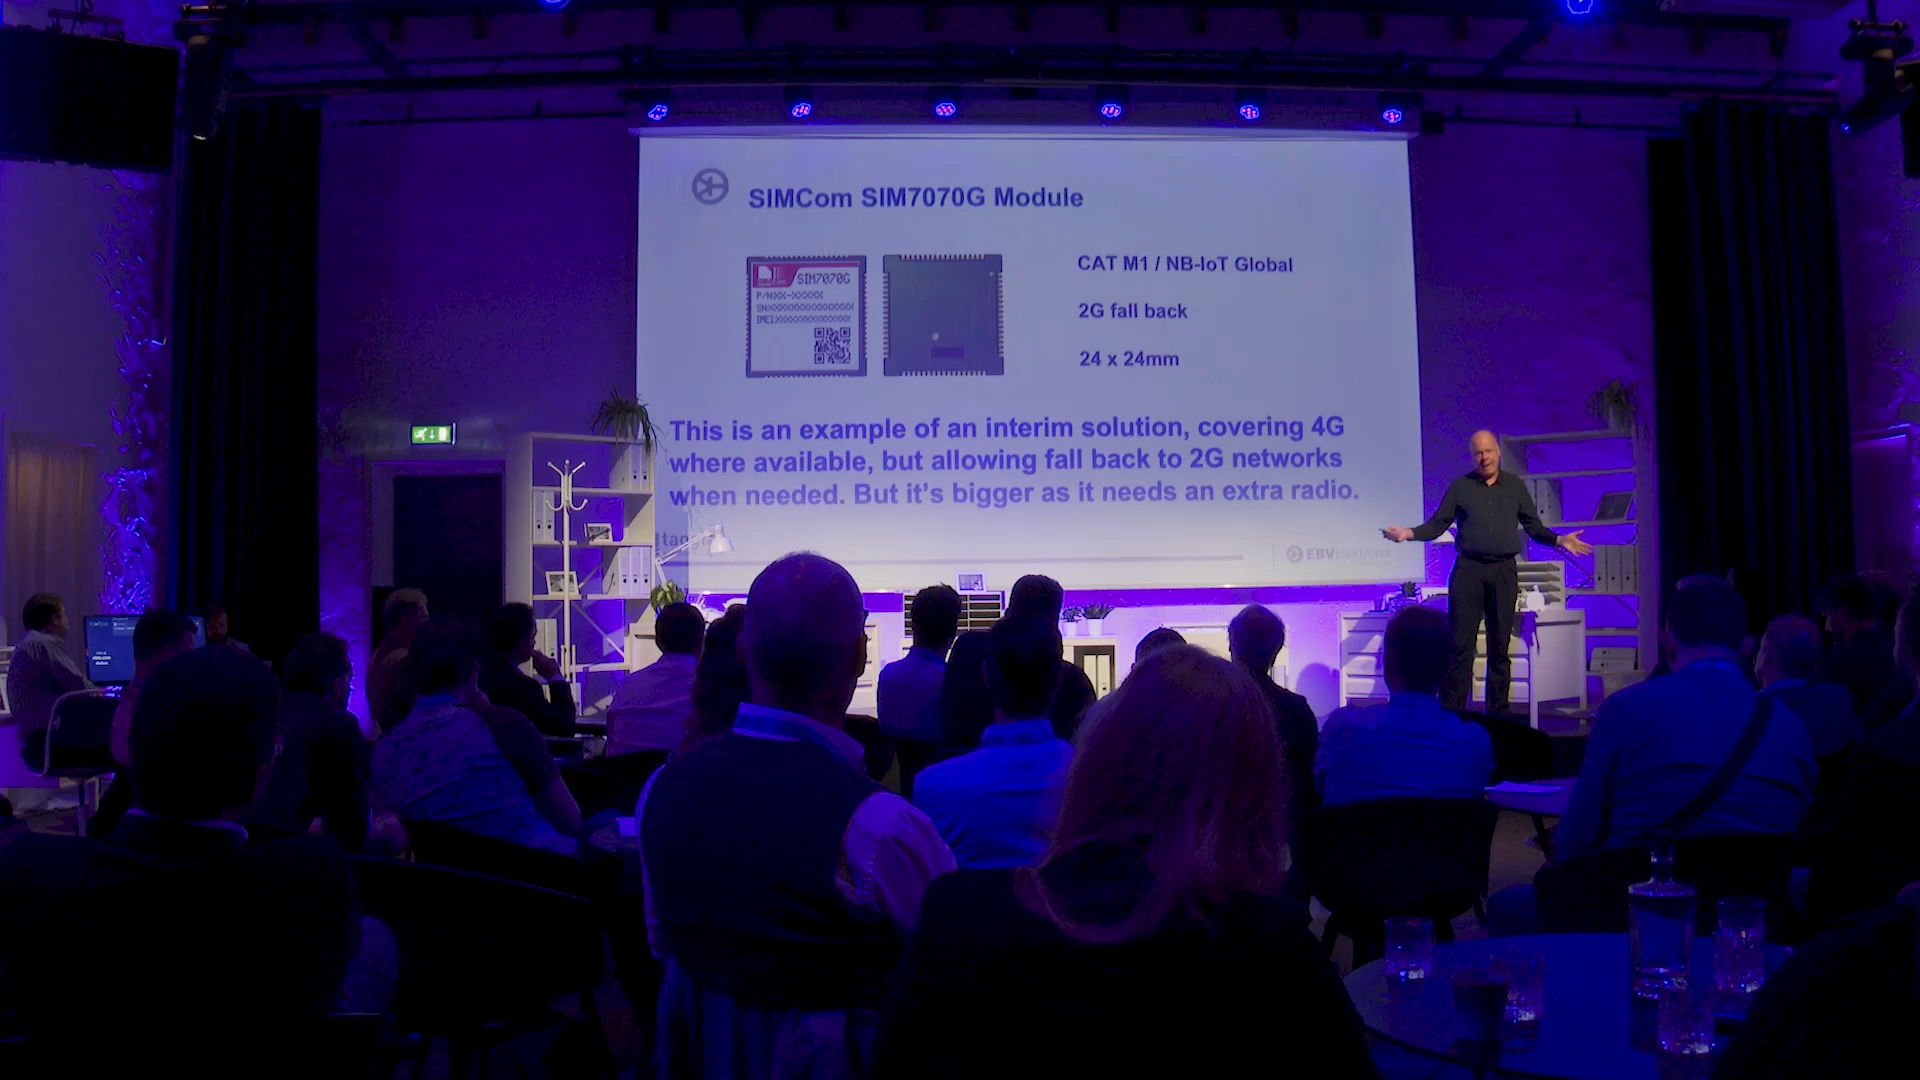 SIMCom SIM7070G Module
SIM7070G
CAT M1 / NB-IoT Global
2G fall back
24 x 24mm
This is an example of an interim solution, covering 4G
where available, but allowing fall back to 2G networks
when needed. But it's bigger as it needs an extra radio.
EBV Elektronik